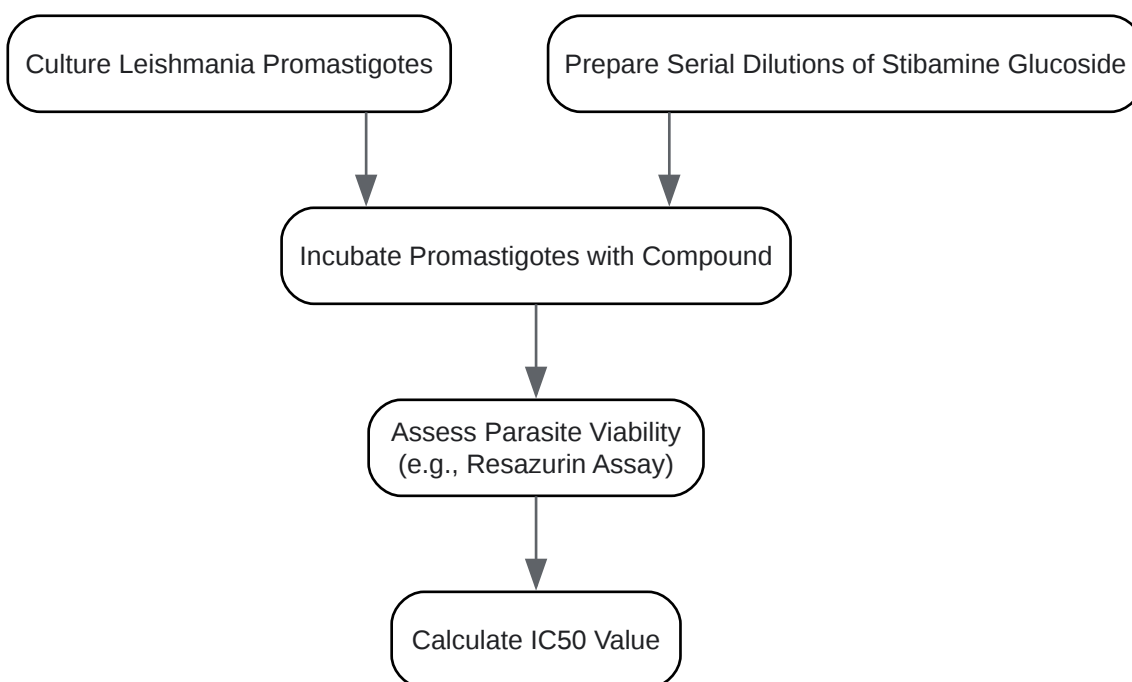 Culture Leishmania Promastigotes
Prepare Serial Dilutions of Stibamine Glucoside
Incubate Promastigotes with Compound
Assess Parasite Viability
(e.g., Resazurin Assay)
Calculate IC50 Value